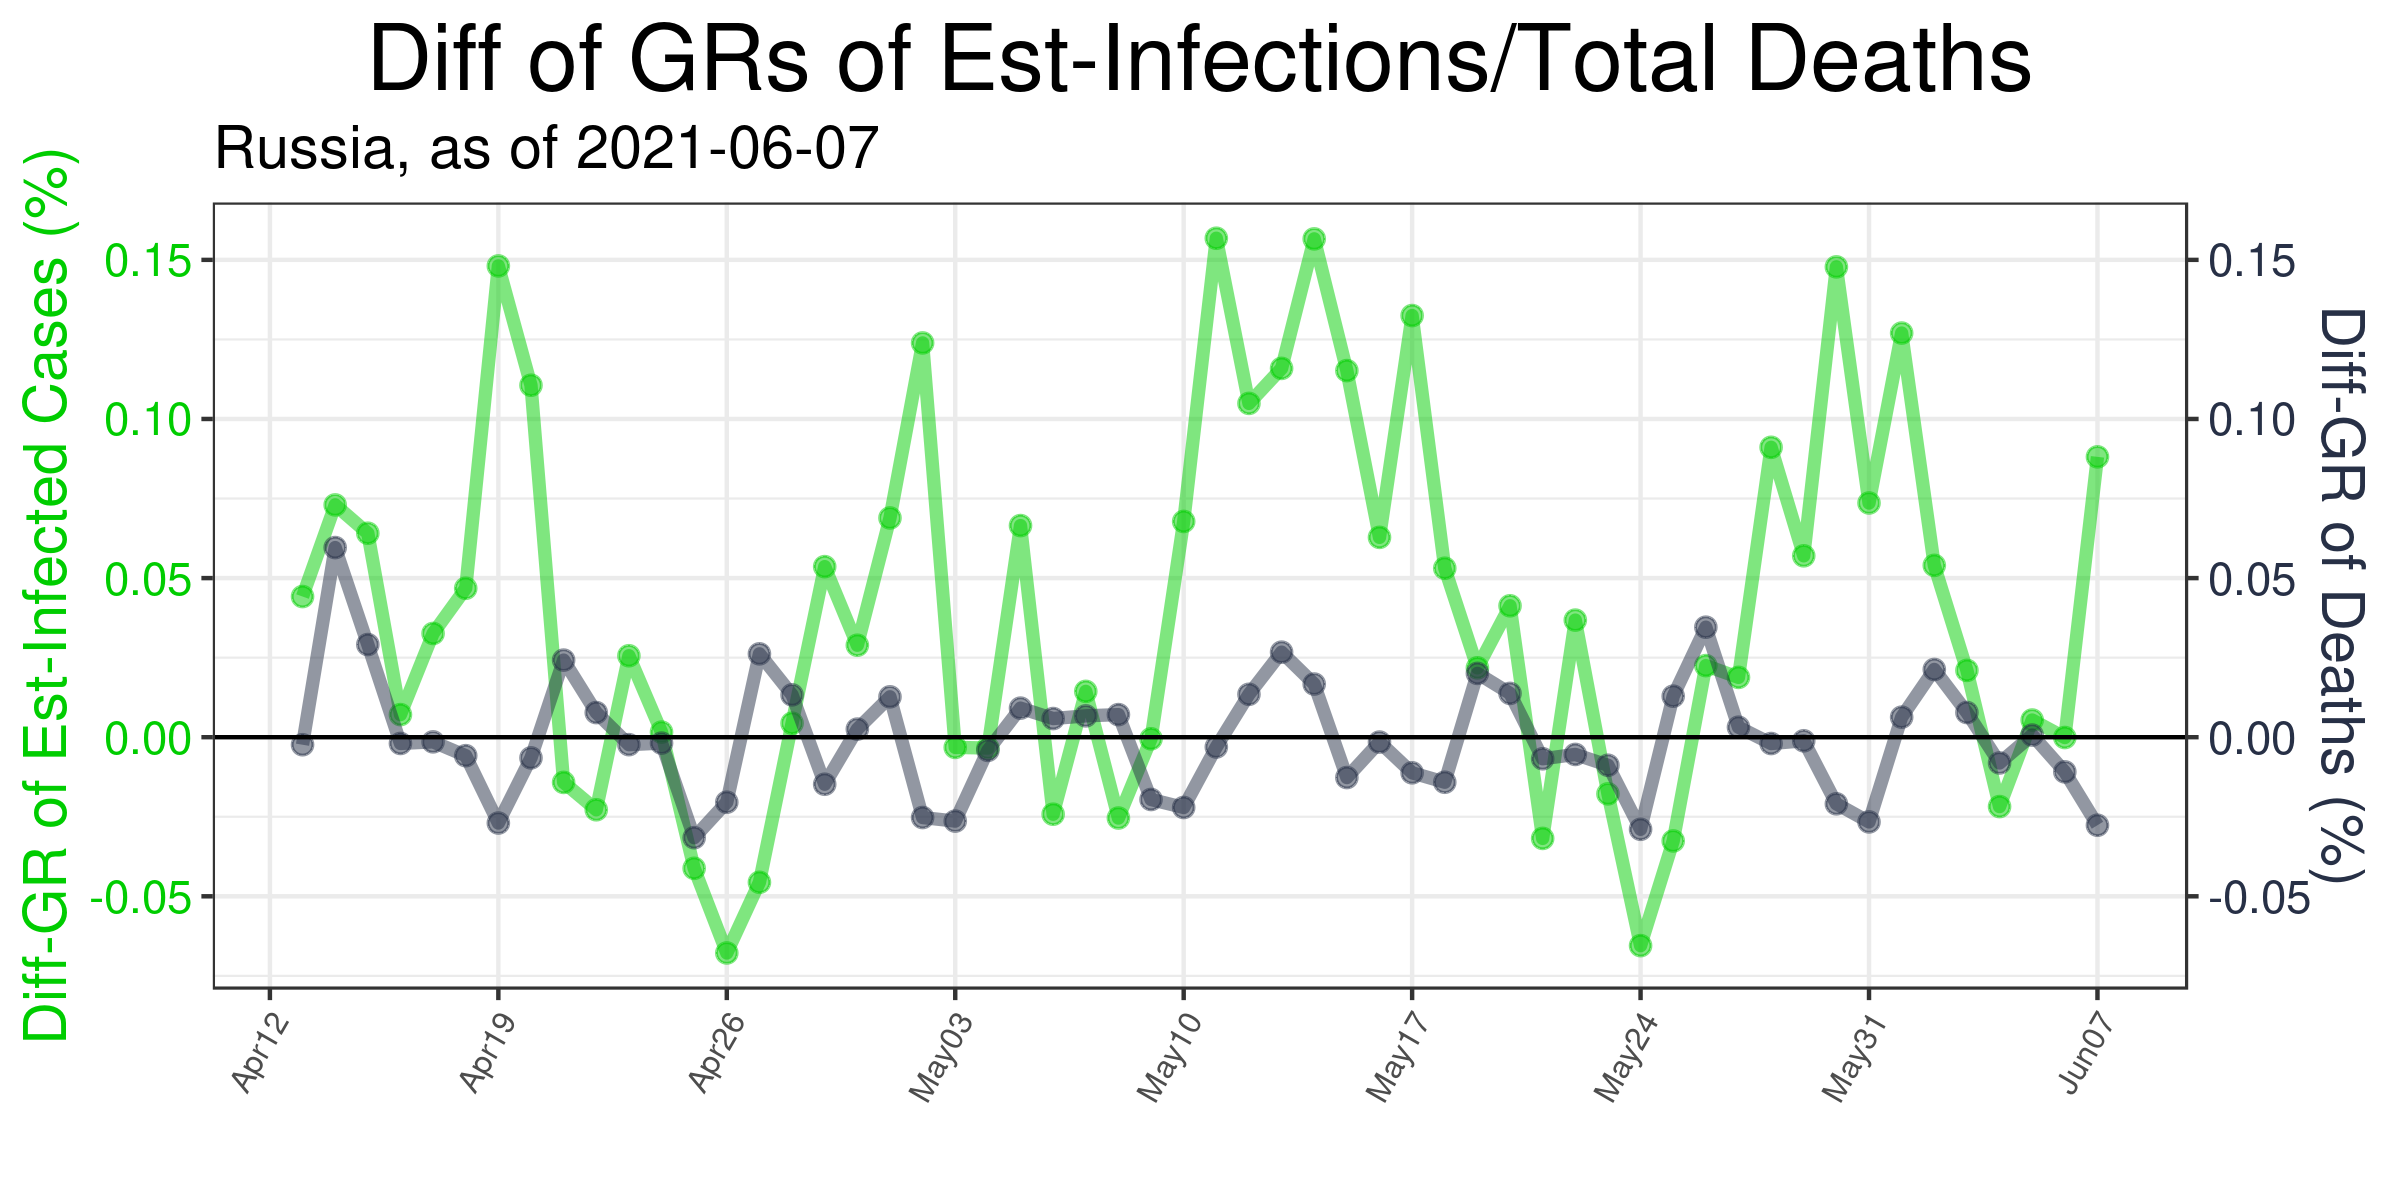 Diff of GRs of Est-Infections/Total Deaths
Russia, as of 2021-06-07
Diff-GR of Est-Infected Cases (%)
0.15
0.10
0.05
0.00
-0.05
0.15
0.10
0.05
0.00
-0.05
Diff-GR of Deaths (%)
Apr12
Apr19
Apr26
May03
May10
May17
May24
May31
Jun07